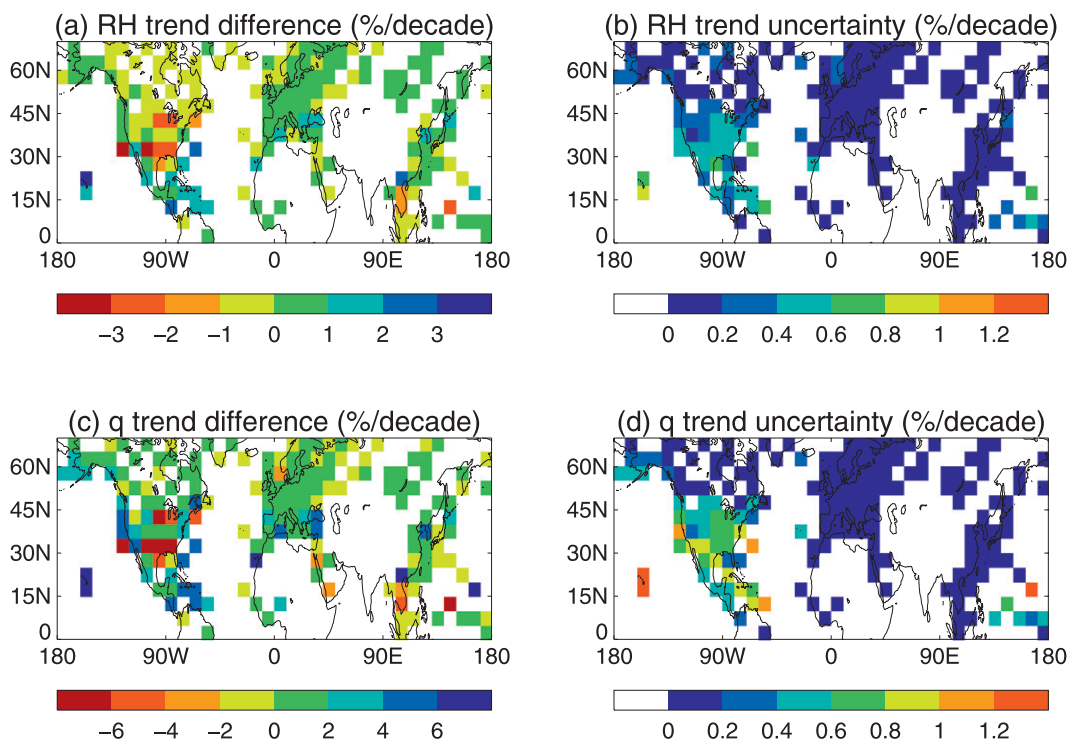 (a) RH trend difference (%/decade)
60N
45N
30N
15N
0
180 90W 0 90E 180
−3 −2 −1 0 1 2 3
(b) RH trend uncertainty (%/decade)
60N
45N
30N
15N
0
180 90W 0 90E 180
0 0.2 0.4 0.6 0.8 1 1.2
(c) q trend difference (%/decade)
60N
45N
30N
15N
0
180 90W 0 90E 180
−6 −4 −2 0 2 4 6
(d) q trend uncertainty (%/decade)
60N
45N
30N
15N
0
180 90W 0 90E 180
0 0.2 0.4 0.6 0.8 1 1.2